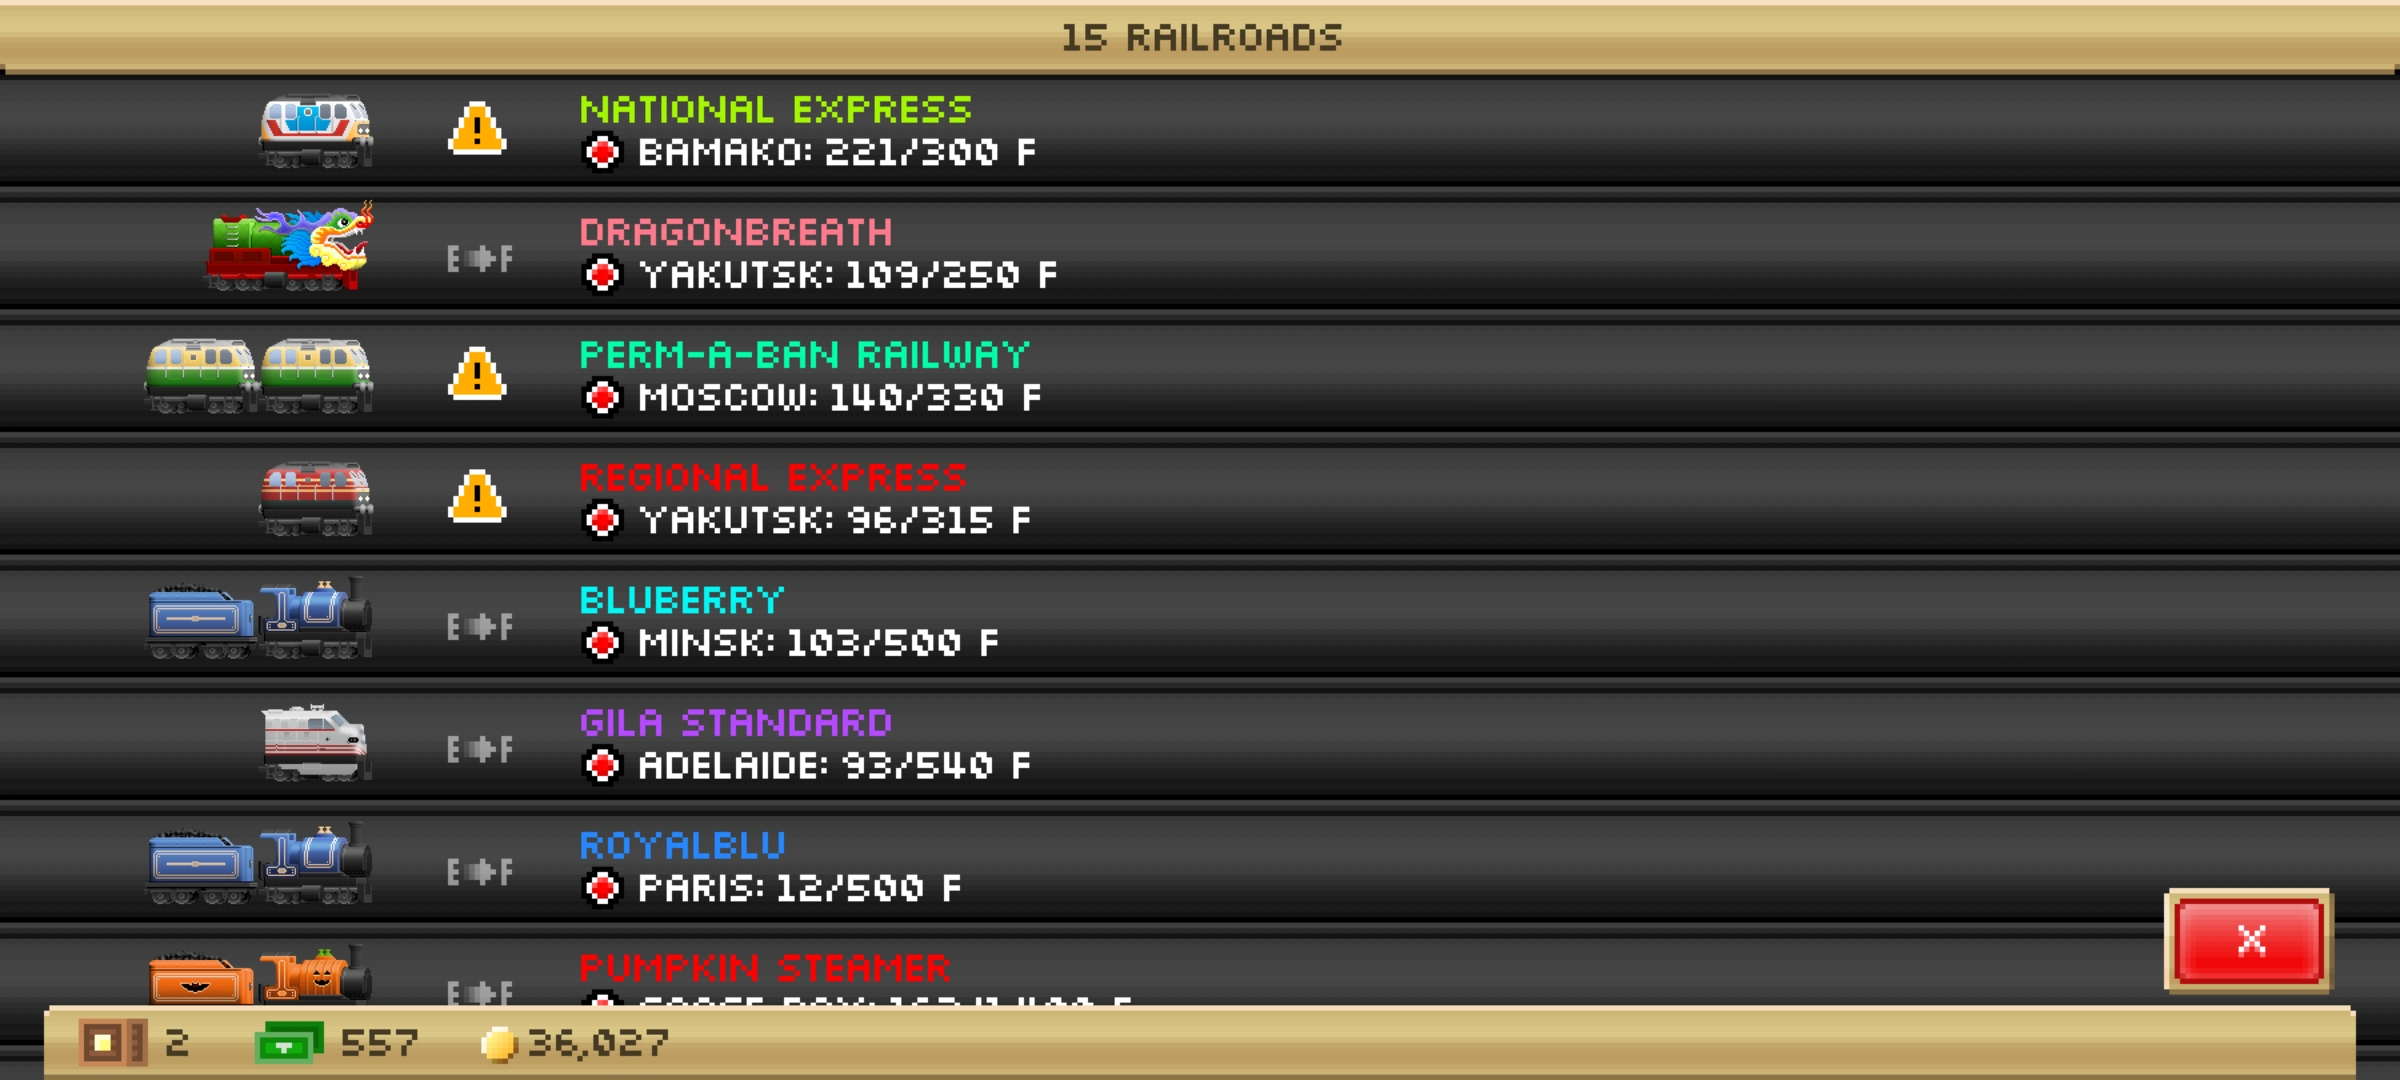 15 RAILROADS
NATIONAL EXPRESS
BAMAKO: 221/300 F
E F
DRAGONBREATH
YAKUTSK: 109/250 F
PERM-A-BAN RAILWAY
MOSCOW: 140/330 F
REGIONAL EXPRESS
YAKUTSK: 96/315 F
E F
BLUBERRY
MINSK: 103/500 F
E F
GILA STANDARD
ADELAIDE: 93/540 F
E F
ROYALBLU
PARIS: 12/500 F
E F
PUMPKIN STEAMER
X
2
557
36,027